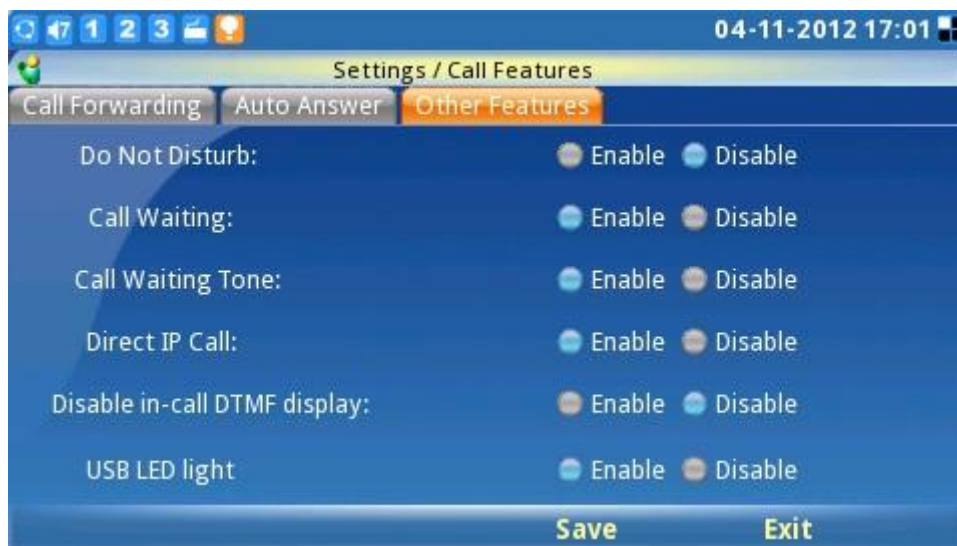 7 1 2 3 04-11-2012 17:01
Settings / Call Features
Call Forwarding Auto Answer Other Features
Do Not Disturb: Enable Disable
Call Waiting: Enable Disable
Call Waiting Tone: Enable Disable
Direct IP Call: Enable Disable
Disable in-call DTMF display: Enable Disable
USB LED light Enable Disable
Save Exit